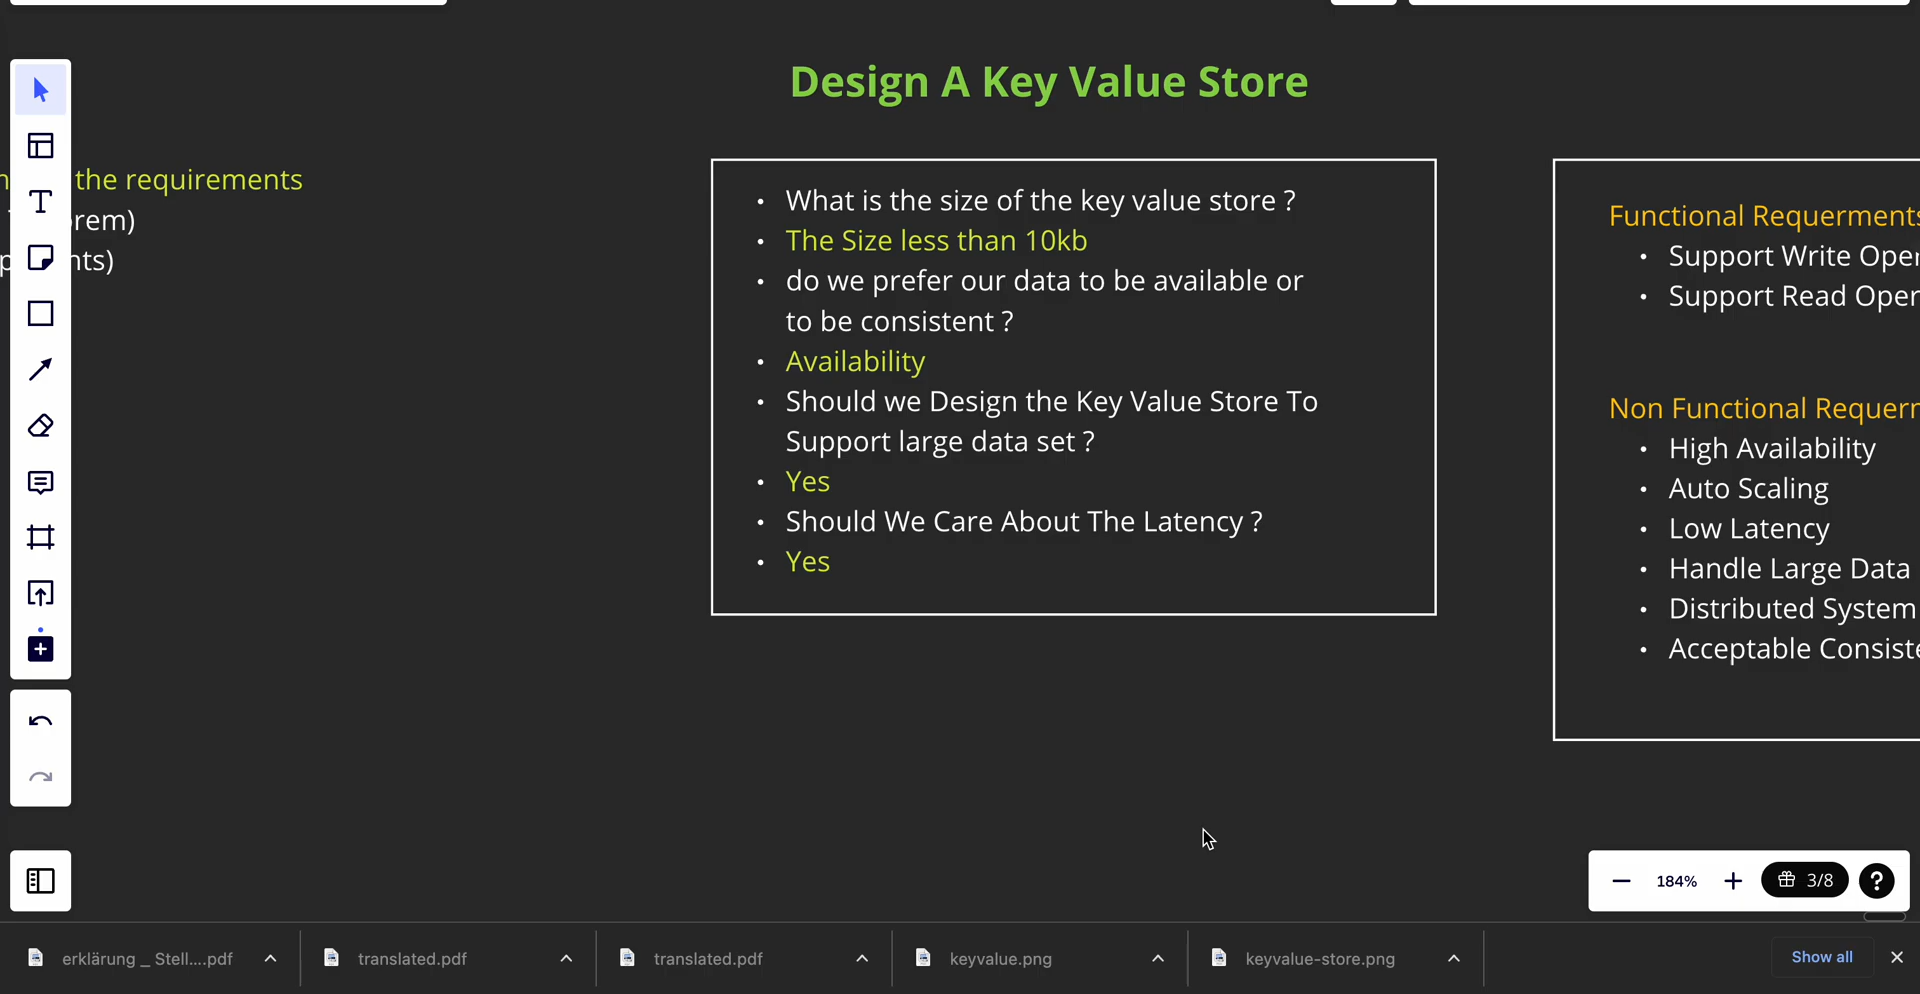 Design A Key Value Store
the requirements
orem)
nts)
• What is the size of the key value store ?
• The Size less than 10kb
• do we prefer our data to be available or
to be consistent ?
• Availability
• Should we Design the Key Value Store To
Support large data set ?
• Yes
• Should We Care About The Latency ?
• Yes
Functional Requerments
• Support Write Oper
• Support Read Oper
Non Functional Requerr
• High Availability
• Auto Scaling
• Low Latency
• Handle Large Data
• Distributed System
• Acceptable Consiste
184%
3/8
?
erklärung _ Stell....pdf
translated.pdf
translated.pdf
keyvalue.png
keyvalue-store.png
Show all